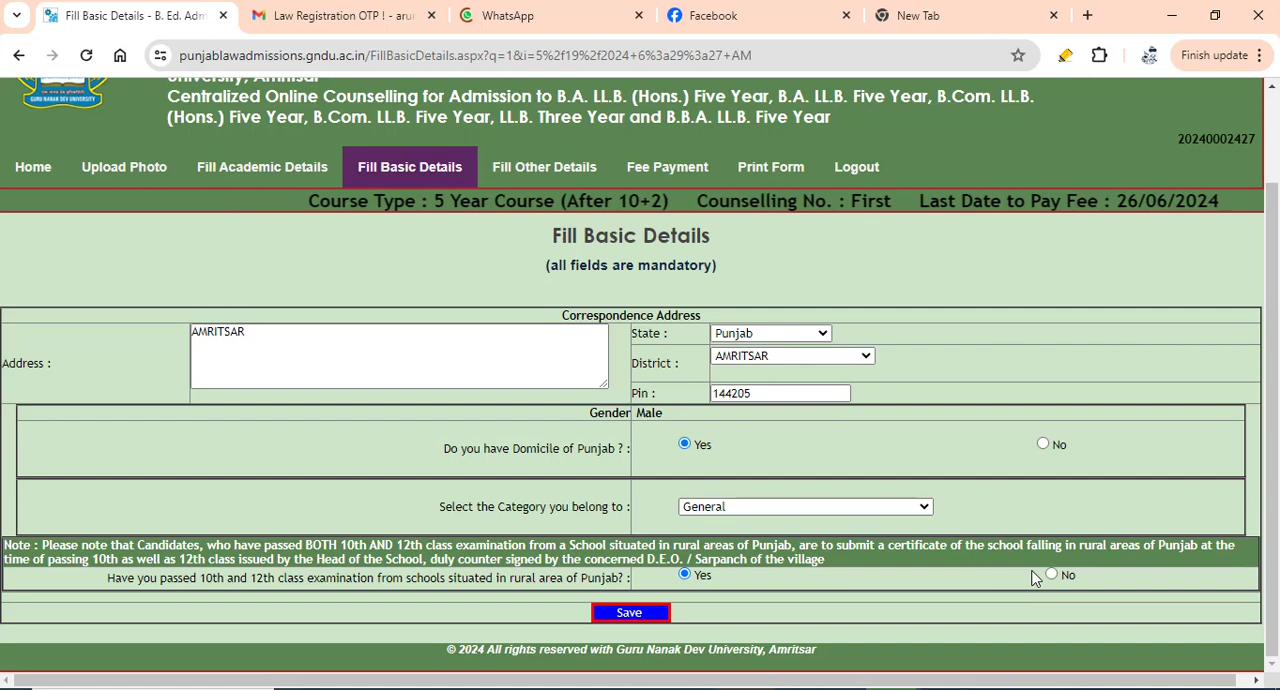 Fill Basic Details - B. Ed. Adm
Law Registration OTP ! - aru
WhatsApp
Facebook
New Tab
punjablawadmissions.gndu.ac.in/FillBasicDetails.aspx?q=1&i=5%2f19%2f2024+6%3a29%3a27+AM
Finish update
University, Amritsar
GURU NANAK DEV UNIVERSITY
Centralized Online Counselling for Admission to B.A. LL.B. (Hons.) Five Year, B.A. LL.B. Five Year, B.Com. LL.B.
(Hons.) Five Year, B.Com. LL.B. Five Year, LL.B. Three Year and B.B.A. LL.B. Five Year
20240002427
Home Upload Photo Fill Academic Details Fill Basic Details Fill Other Details Fee Payment Print Form Logout
Course Type : 5 Year Course (After 10+2) Counselling No. : First Last Date to Pay Fee : 26/06/2024
Fill Basic Details
(all fields are mandatory)
Correspondence Address
Address :
AMRITSAR
State : Punjab
District : AMRITSAR
Pin : 144205
Gender Male
Do you have Domicile of Punjab ? : Yes No
Select the Category you belong to : General
Note : Please note that Candidates, who have passed BOTH 10th AND 12th class examination from a School situated in rural areas of Punjab, are to submit a certificate of the school falling in rural areas of Punjab at the
time of passing 10th as well as 12th class issued by the Head of the School, duty counter signed by the concerned D.E.O. / Sarpanch of the village
Have you passed 10th and 12th class examination from schools situated in rural area of Punjab? : Yes No
Save
© 2024 All rights reserved with Guru Nanak Dev University, Amritsar